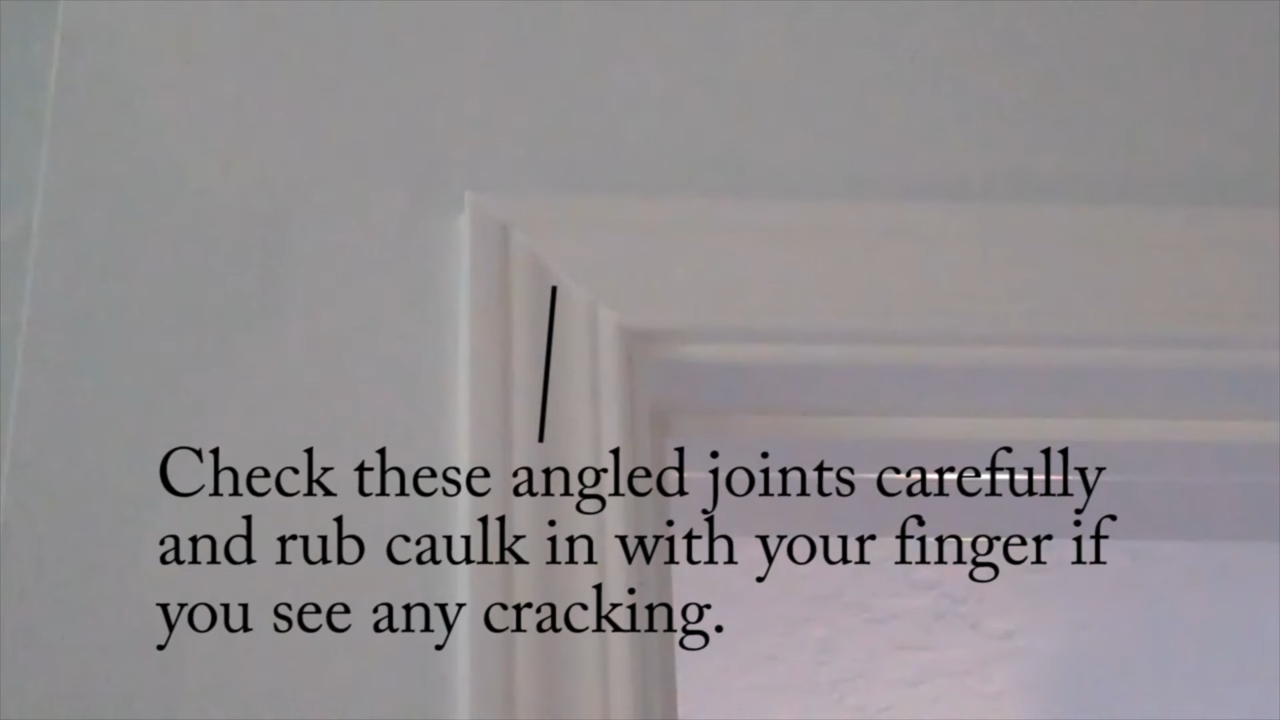 Check these angled joints carefully
and rub caulk in with your finger if
you see any cracking.